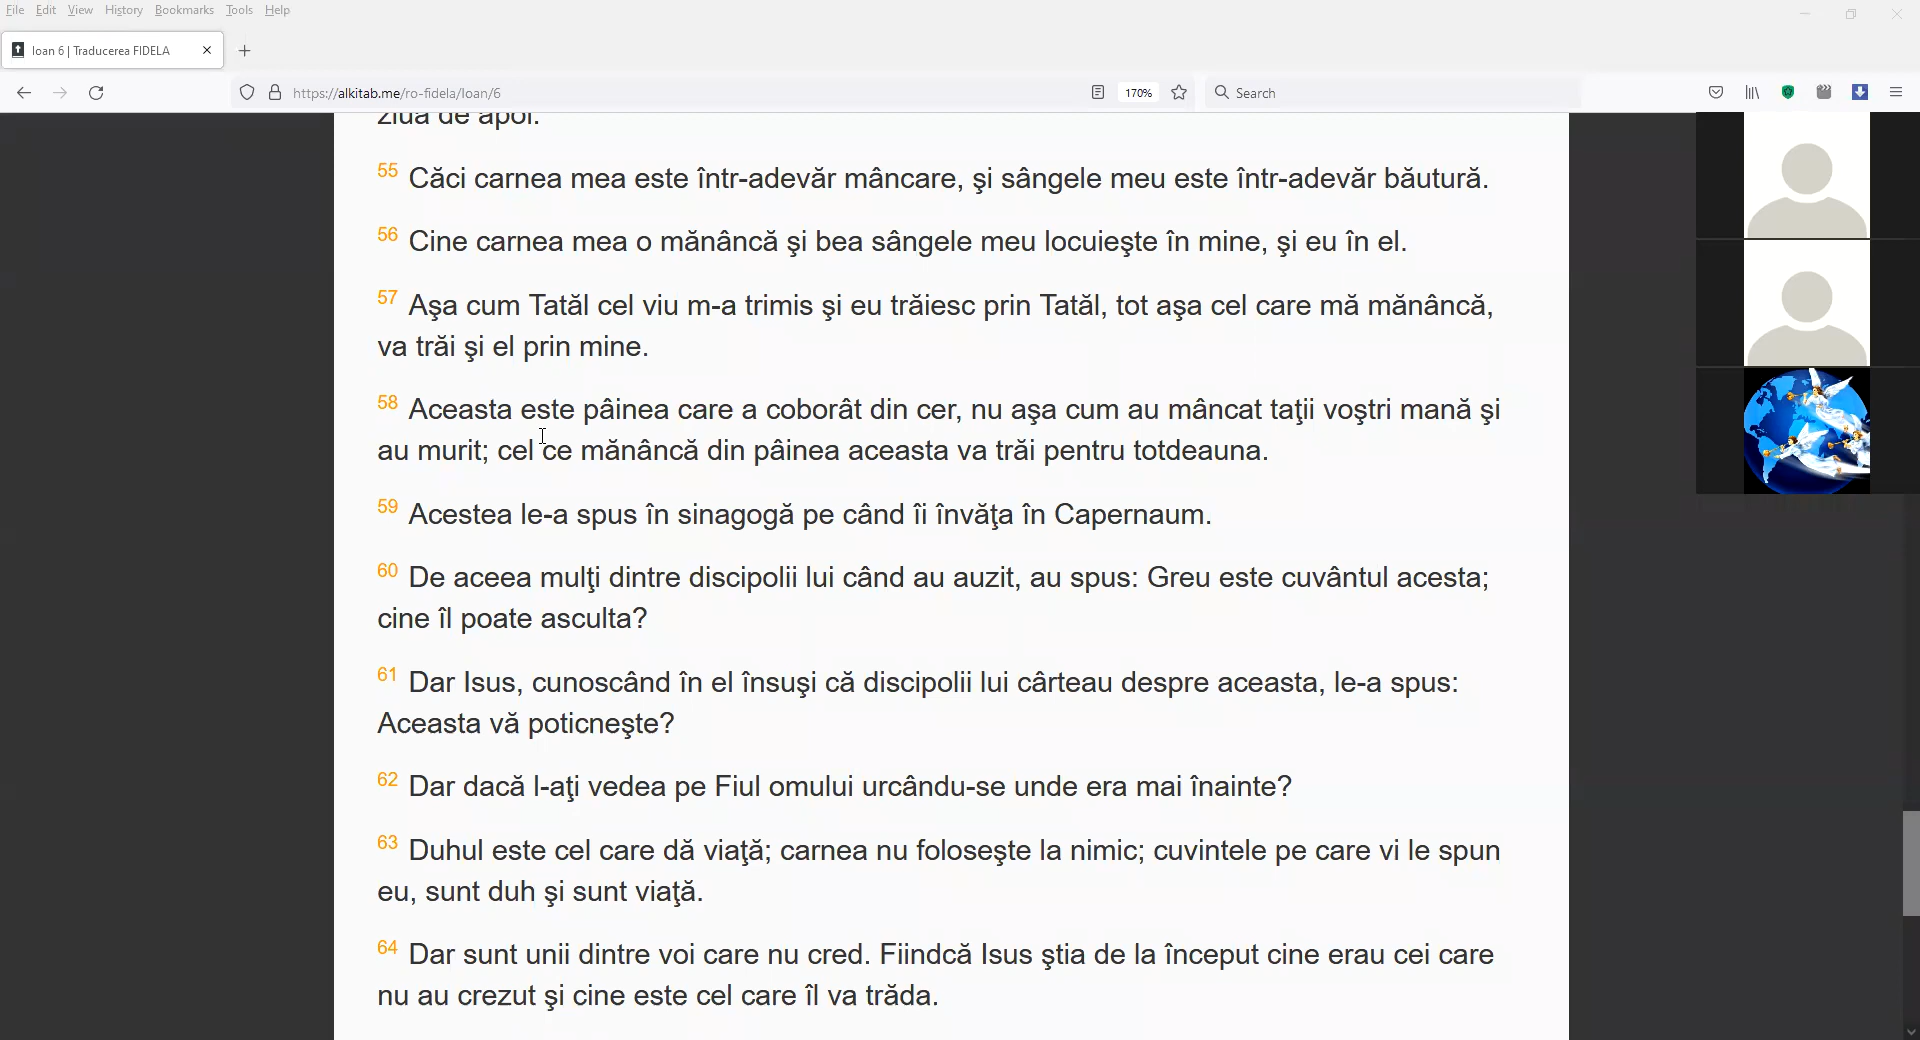 File Edit View History Bookmarks Tools Help
Ioan 6 | Traducerea FIDELA
https://alkitab.me/ro-fidela/Ioan/6 170% Search
ziua de apoi.
55 Căci carnea mea este într-adevăr mâncare, şi sângele meu este într-adevăr băutură.
56 Cine carnea mea o mănâncă şi bea sângele meu locuieşte în mine, şi eu în el.
57 Aşa cum Tatăl cel viu m-a trimis şi eu trăiesc prin Tatăl, tot aşa cel care mă mănâncă,
va trăi şi el prin mine.
58 Aceasta este pâinea care a coborât din cer, nu aşa cum au mâncat taţii voştri mană şi
au murit; cel ce mănâncă din pâinea aceasta va trăi pentru totdeauna.
59 Acestea le-a spus în sinagogă pe când îi învăţa în Capernaum.
60 De aceea mulţi dintre discipolii lui când au auzit, au spus: Greu este cuvântul acesta;
cine îl poate asculta?
61 Dar Isus, cunoscând în el însuşi că discipolii lui cârteau despre aceasta, le-a spus:
Aceasta vă poticneşte?
62 Dar dacă l-aţi vedea pe Fiul omului urcându-se unde era mai înainte?
63 Duhul este cel care dă viaţă; carnea nu foloseşte la nimic; cuvintele pe care vi le spun
eu, sunt duh şi sunt viaţă.
64 Dar sunt unii dintre voi care nu cred. Fiindcă Isus ştia de la început cine erau cei care
nu au crezut şi cine este cel care îl va trăda.